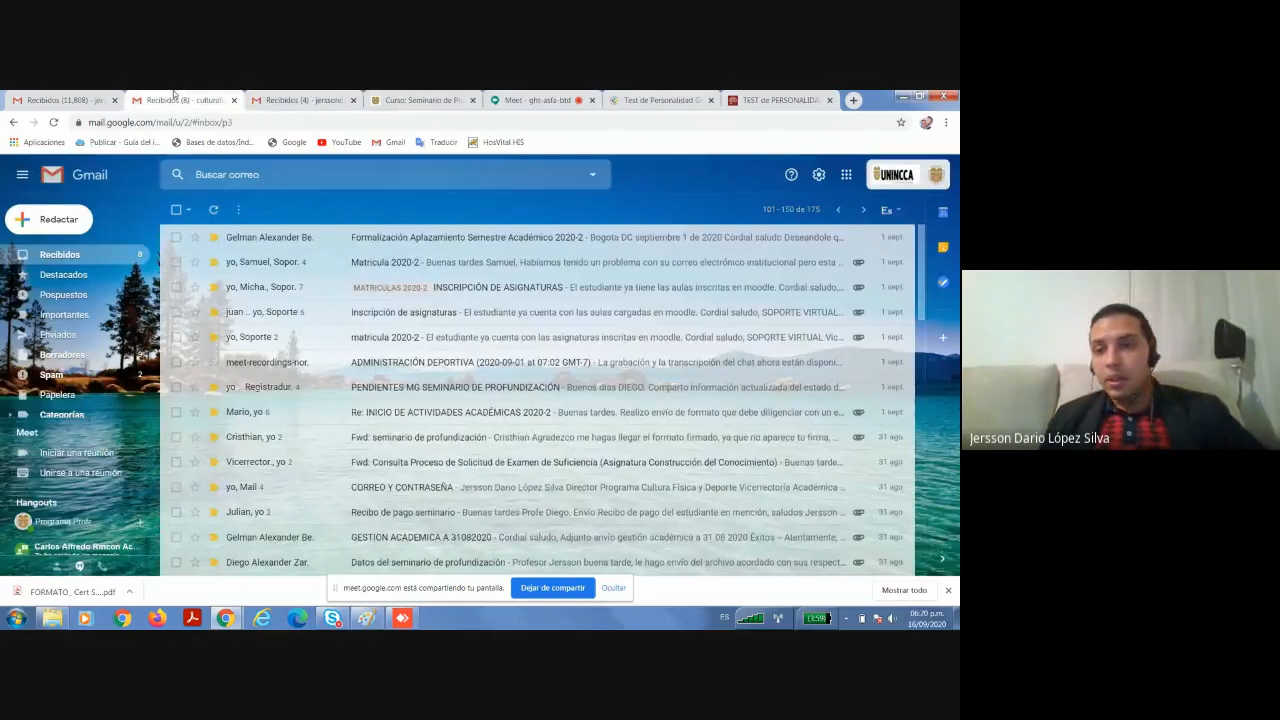 Recibidos (11,808) - jer
Recibidos (8) - culturafi
Recibidos (4) - jerssond
Curso: Seminario de Pr
Meet - ght-asfa-btd
Test de Personalidad G
TEST de PERSONALIDA
mail.google.com/mail/u/2/#inbox/p3
Aplicaciones
Publicar - Guía del i...
Bases de datos/Ind...
Google
YouTube
Gmail
Traducir
HosVital HIS
Gmail
Buscar correo
UNINCCA
Redactar
101–150 de 175
Es
Recibidos 8
Destacados
Pospuestos
Importantes
Enviados
Borradores
Spam 2
Papelera
Categorías
Meet
Iniciar una reunión
Unirse a una reunión
Hangouts
Programa Profe
Carlos Alfredo Rincon Ac...
Gelman Alexander Be. Formalización Aplazamiento Semestre Académico 2020-2 - Bogota DC septiembre 1 de 2020 Cordial saludo Deseandole q... 1 sept.
yo, Samuel, Sopor. 4 Matricula 2020-2 - Buenas tardes Samuel, Habíamos tenido un problema con su correo electrónico institucional pero esta ... 1 sept.
yo, Micha., Sopor. 7 MATRICULAS 2020-2 INSCRIPCIÓN DE ASIGNATURAS - El estudiante ya tiene las aulas inscritas en moodle. Cordial saludo,... 1 sept.
juan .. yo, Soporte 6 Inscripción de asignaturas - El estudiante ya cuenta con las aulas cargadas en moodle. Cordial saludo, SOPORTE VIRTUAL... 1 sept.
yo, Soporte 2 matricula 2020-2 - El estudiante ya cuenta con las asignaturas inscritas en moodle. Cordial saludo, SOPORTE VIRTUAL Vic... 1 sept.
meet-recordings-nor. ADMINISTRACIÓN DEPORTIVA (2020-09-01 at 07:02 GMT-7) - La grabación y la transcripción del chat ahora están disponi... 1 sept.
yo .. Registradur. 4 PENDIENTES MG SEMINARIO DE PROFUNDIZACIÓN - Buenos días DIEGO. Comparto información actualizada del estado d... 1 sept.
Mario, yo 6 Re: INICIO DE ACTIVIDADES ACADÉMICAS 2020-2 - Buenas tardes. Realizo envío de formato que debe diligenciar con un e... 1 sept.
Cristhian, yo 2 Fwd: seminario de profundización - Cristhian Agradezco me hagas llegar el formato firmado, ya que no aparece tu firma, ... 31 ago.
Vicerrector., yo 2 Fwd: Consulta Proceso de Solicitud de Examen de Suficiencia (Asignatura Construcción del Conocimiento) - Buenas tarde... 31 ago.
yo, Mail 4 CORREO Y CONTRASEÑA - Jersson Dario López Silva Director Programa Cultura Física y Deporte Vicerrectoría Académica ... 31 ago.
Julian, yo 2 Recibo de pago seminario - Buenas tardes Profe Diego. Envío Recibo de pago del estudiante en mención, saludos Jersson ... 31 ago.
Gelman Alexander Be. GESTION ACADEMICA A 31082020 - Cordial saludo, Adjunto envío gestión académica a 31 08 2020 Éxitos -- Atentamente, ... 31 ago.
Diego Alexander Zar. Datos del seminario de profundización - Profesor Jersson buena tarde, le hago envío del archivo acordado con sus respect... 31 ago.
meet.google.com está compartiendo tu pantalla.
Dejar de compartir
Ocultar
FORMATO_ Cert S....pdf
Mostrar todo
ES
(3:59)
06:20 p.m.
16/09/2020
Jersson Dario López Silva